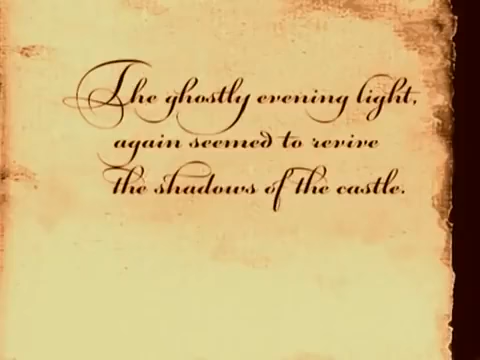 The ghostly evening light,
again seemed to revive
the shadows of the castle.